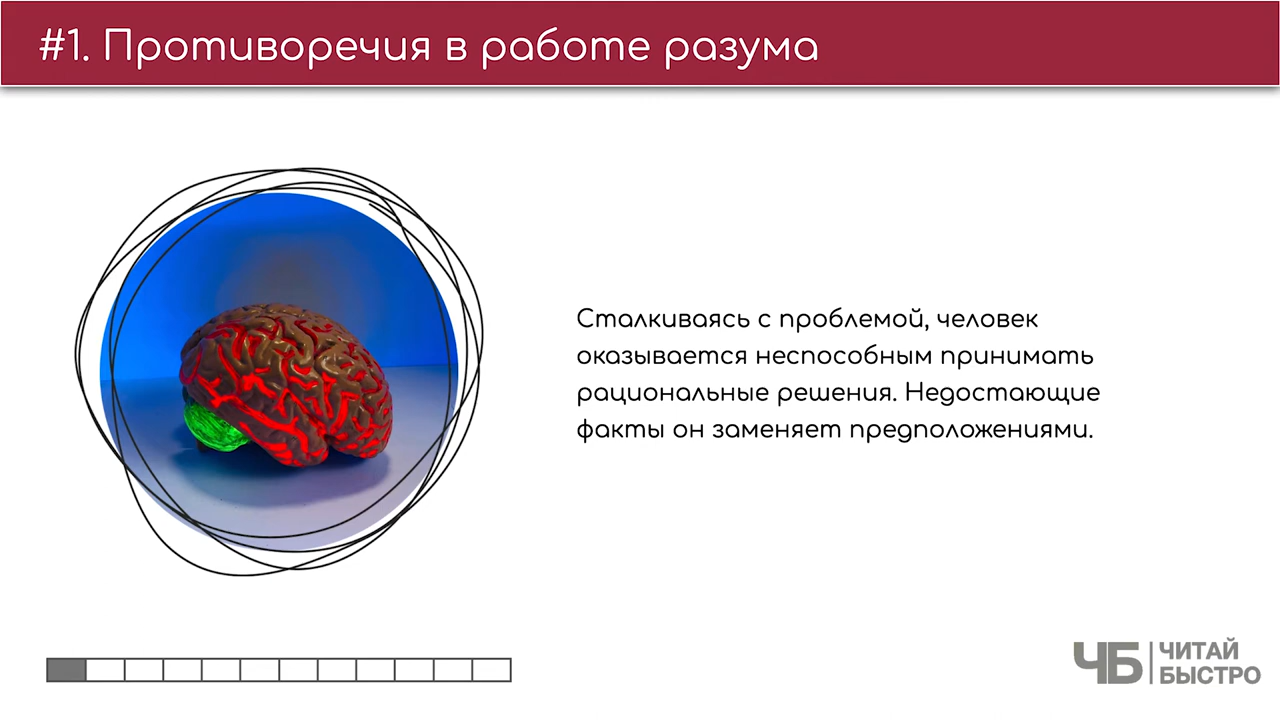 #1. Противоречия в работе разума
Сталкиваясь с проблемой, человек
оказывается неспособным принимать
рациональные решения. Недостающие
факты он заменяет предположениями.
ЧБ ЧИТАЙ
БЫСТРО